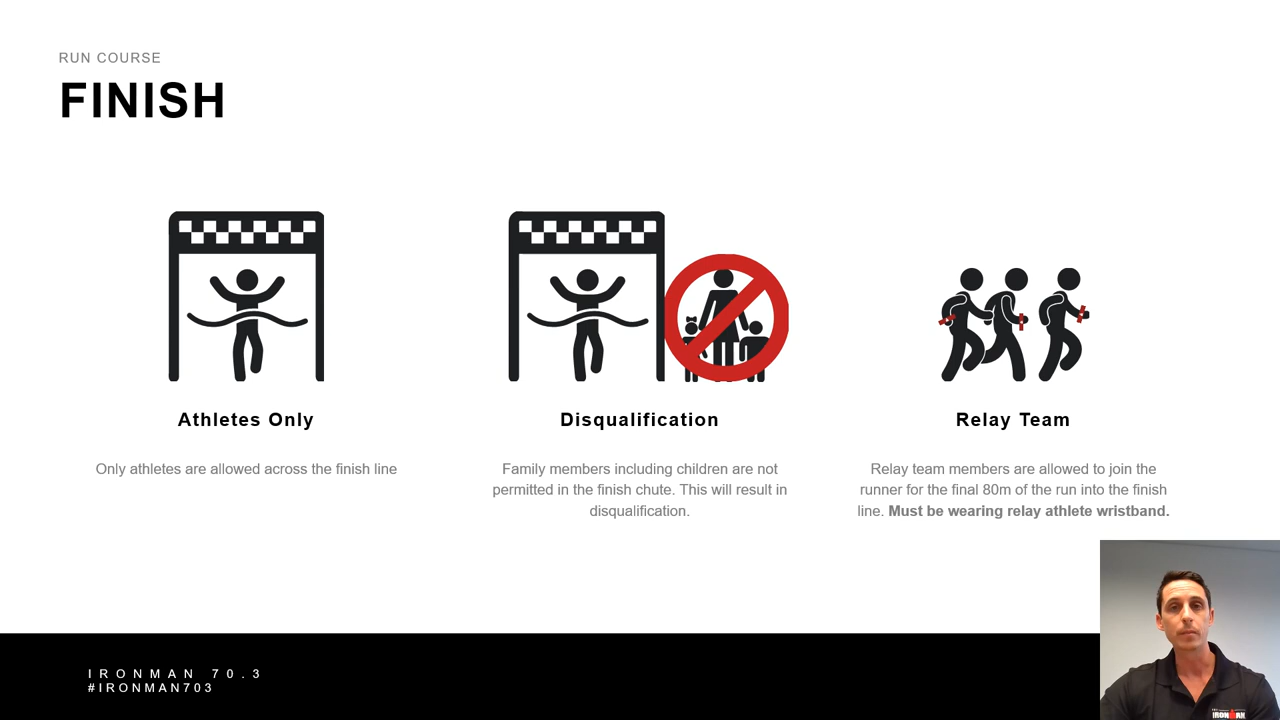 RUN COURSE
FINISH
Athletes Only
Only athletes are allowed across the finish line
Disqualification
Family members including children are not
permitted in the finish chute. This will result in
disqualification.
Relay Team
Relay team members are allowed to join the
runner for the final 80m of the run into the finish
line. Must be wearing relay athlete wristband.
IRONMAN 70.3
#IRONMAN703
IRONMAN